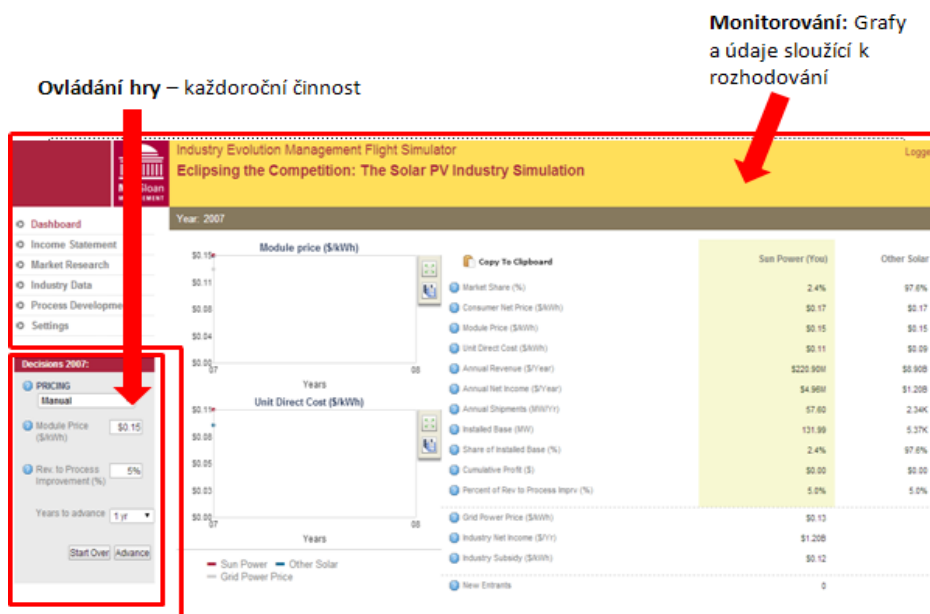 Monitorování: Grafy
a údaje sloužící k
rozhodování
Ovládání hry – každoroční činnost
Industry Evolution Management Flight Simulator
Eclipsing the Competition: The Solar PV Industry Simulation
Year: 2007
Dashboard
Income Statement
Market Research
Industry Data
Process
Settings
Decisions 2007:
PRICING
Manual
Module Price
($/kWh)
$0.15
Rev. to Process
Improvement (%)
5%
Years to advance
1 yr
Start Over
Advance
Module price ($/kWh)
$0.15
$0.11
$0.08
$0.04
$0.00
07
08
Years
Unit Direct Cost ($/kWh)
$0.11
$0.08
$0.05
$0.03
$0.00
07
08
Years
Sun Power
Other Solar
Grid Power Price
Copy To Clipboard
Sun Power (You)
Other Solar
Market Share (%) 2.4% 97.6%
Consumer Net Price ($/kWh) $0.17 $0.17
Module Price ($/kWh) $0.15 $0.15
Unit Direct Cost ($/kWh) $0.11 $0.09
Annual Revenue ($/Year) $220.90M $8.90B
Annual Net Income ($/Year) $4.96M $1.20B
Annual Shipments (MW/Yr) 57.60 2.34K
Installed Base (MW) 131.99 5.37K
Share of Installed Base (%) 2.4% 97.6%
Cumulative Profit ($) $0.00 $0.00
Percent of Rev to Process Imprv (%) 5.0% 5.0%
Grid Power Price ($/kWh) $0.13
Industry Net Income ($/Yr) $1.20B
Industry Subsidy ($/kWh) $0.12
New Entrants 0